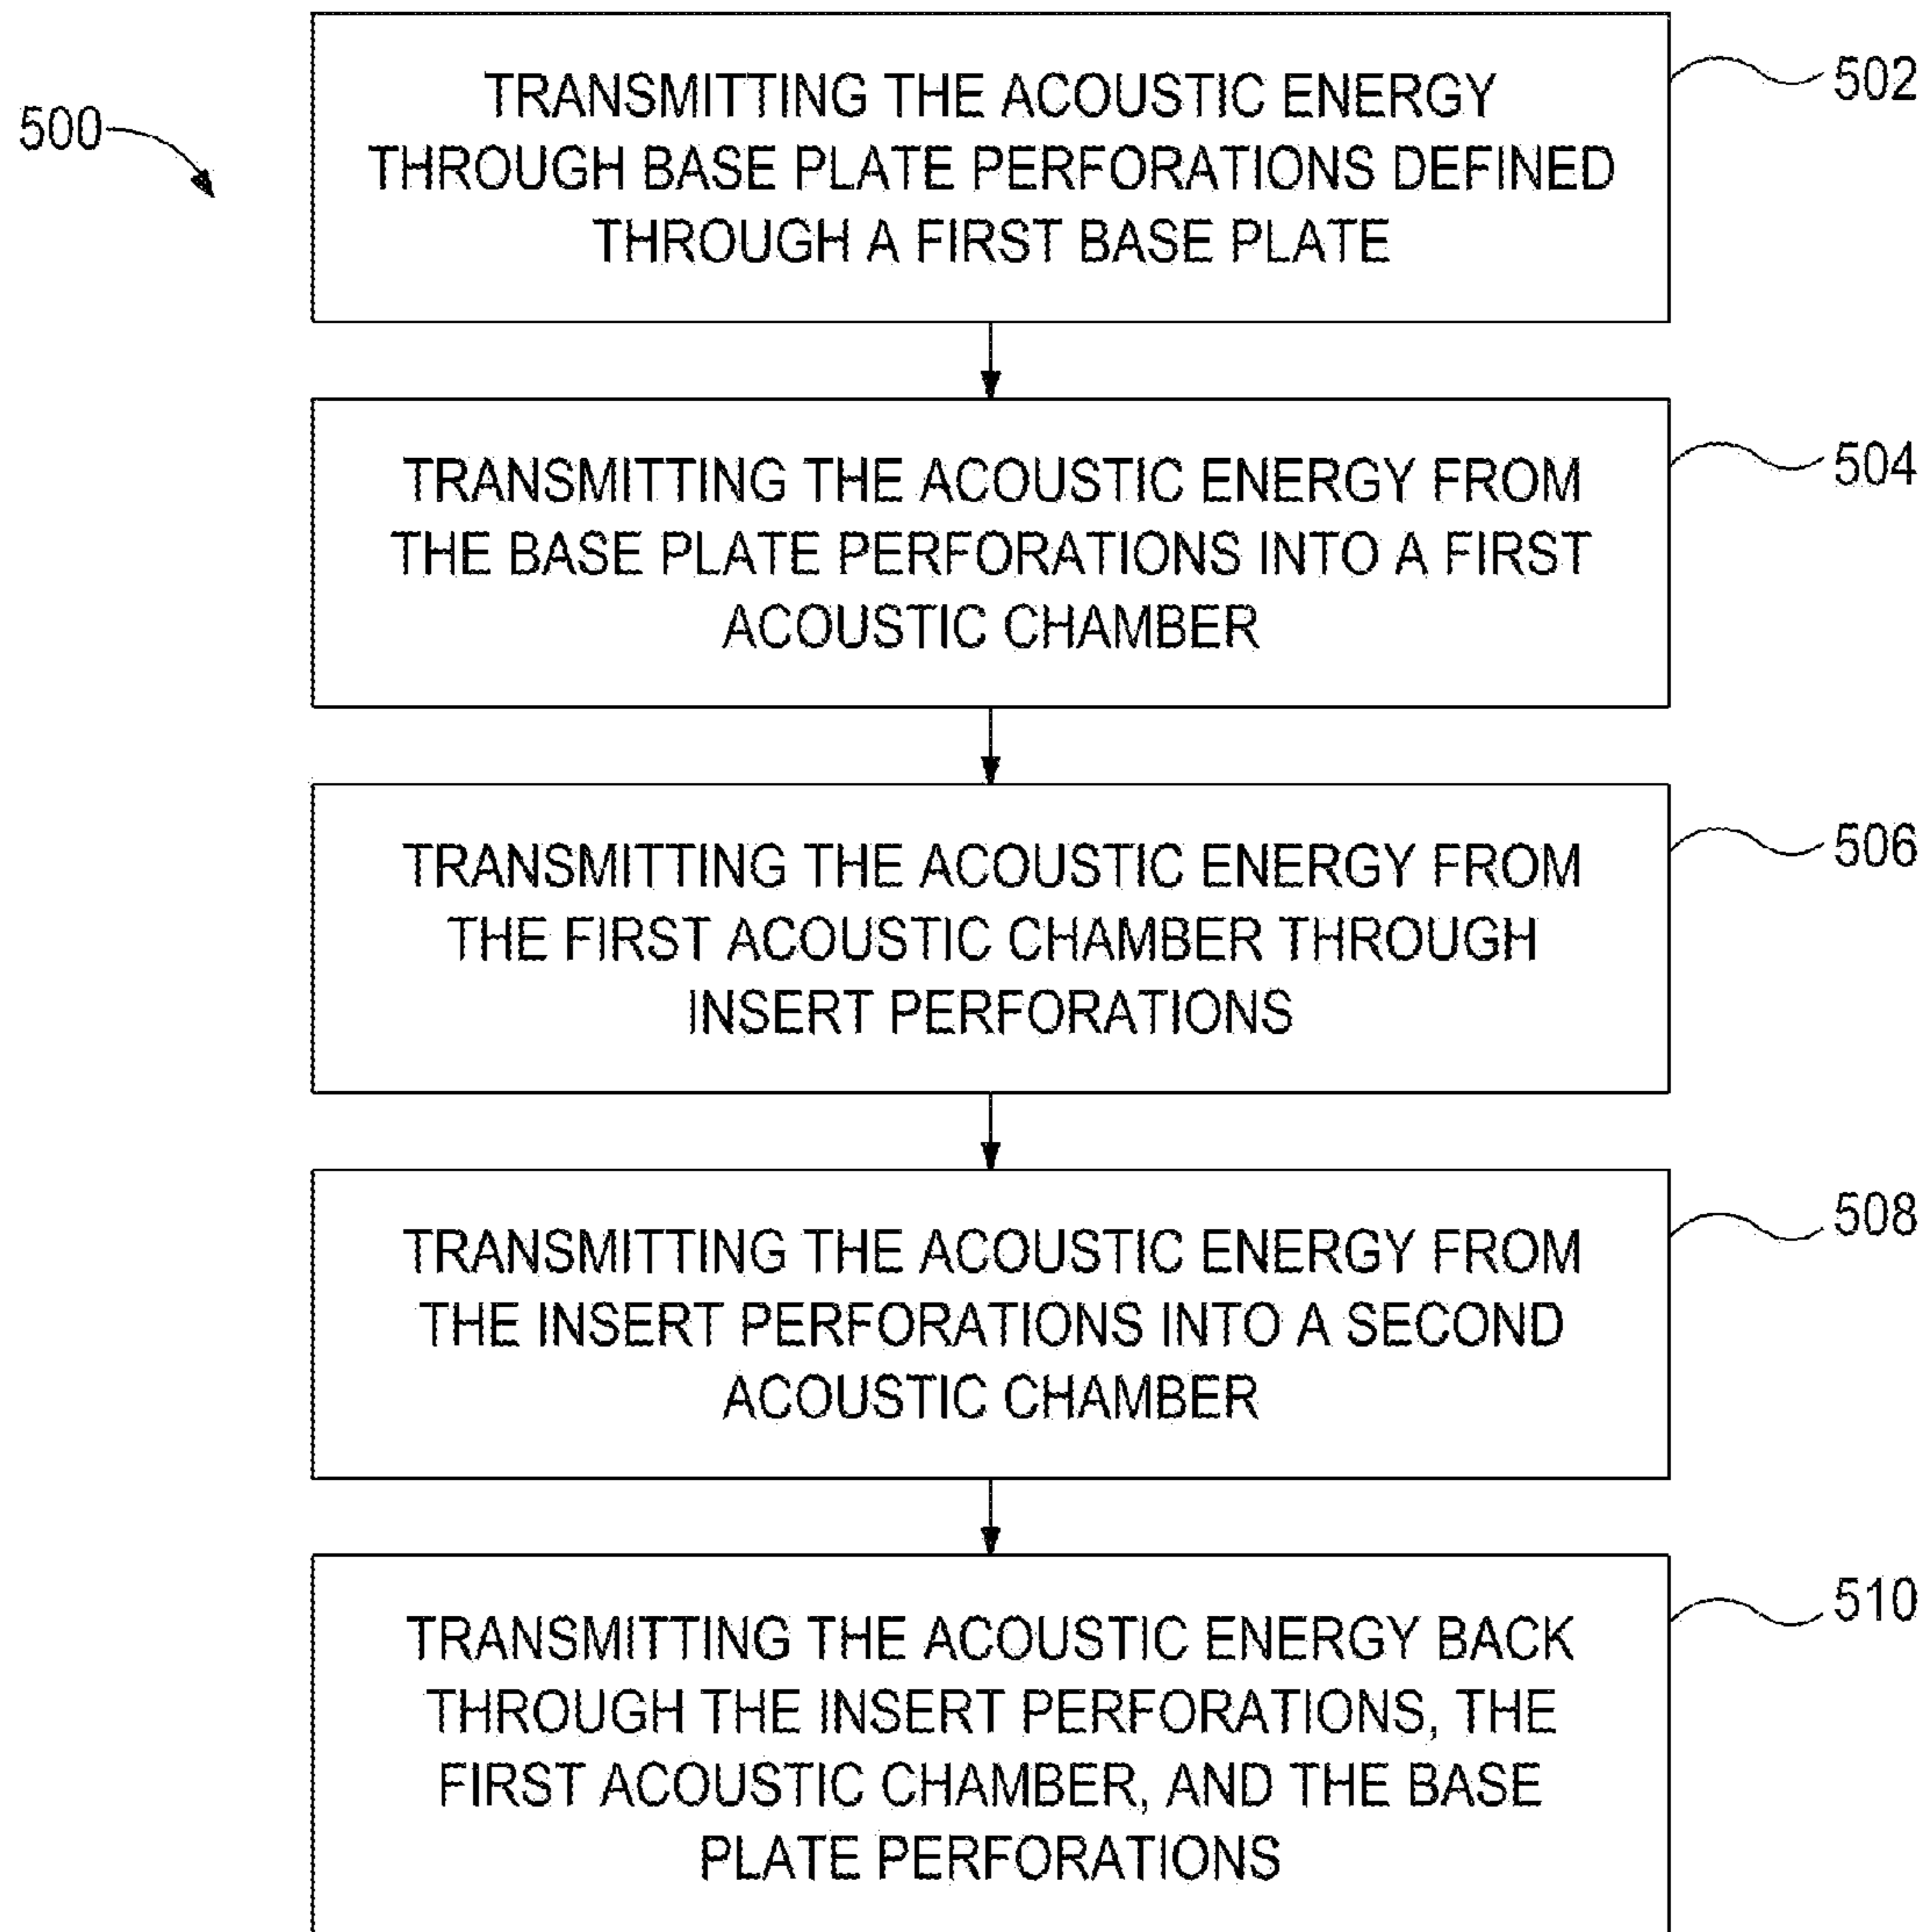 500
TRANSMITTING THE ACOUSTIC ENERGY
THROUGH BASE PLATE PERFORATIONS DEFINED
THROUGH A FIRST BASE PLATE
502
TRANSMITTING THE ACOUSTIC ENERGY FROM
THE BASE PLATE PERFORATIONS INTO A FIRST
ACOUSTIC CHAMBER
504
TRANSMITTING THE ACOUSTIC ENERGY FROM
THE FIRST ACOUSTIC CHAMBER THROUGH
INSERT PERFORATIONS
506
TRANSMITTING THE ACOUSTIC ENERGY FROM
THE INSERT PERFORATIONS INTO A SECOND
ACOUSTIC CHAMBER
508
TRANSMITTING THE ACOUSTIC ENERGY BACK
THROUGH THE INSERT PERFORATIONS, THE
FIRST ACOUSTIC CHAMBER, AND THE BASE
PLATE PERFORATIONS
510